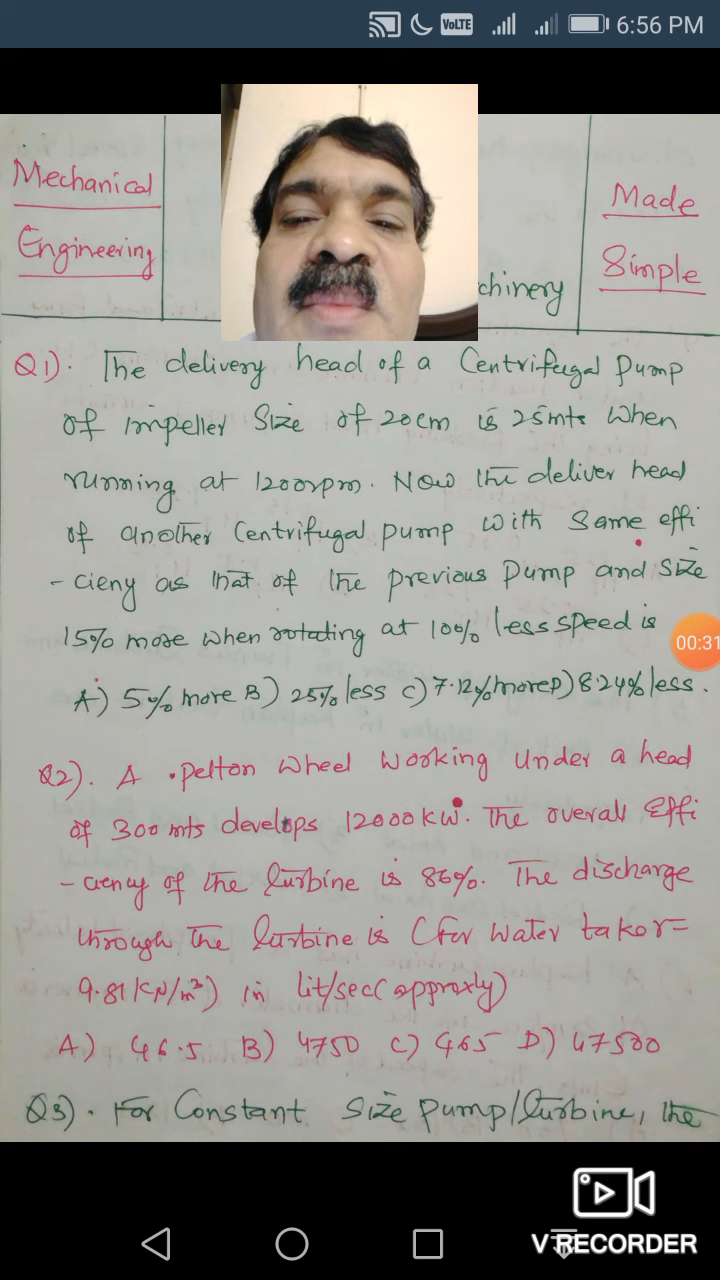 VoLTE 6:56 PM
Mechanical
Engineering
chinery
Made
Simple
Q1). The delivery head of a Centrifugal Pump
of impeller Size of 20cm is 25mts when
running at 1200rpm. Now the deliver head
of another Centrifugal pump with Same effi
- cieny as that of the previous Pump and Size
15% more when rotating at 10% less speed is
A) 5% more B) 25% less C) 7.12% more D) 8.24% less.
Q2). A Pelton wheel working under a head
of 300 mts develops 12000 kw. The overall Effi
- ciency of the turbine is 86%. The discharge
through the turbine is (For water take r=
9.81 KN/m³) in lit/sec(approxly)
A) 46.5 B) 4750 C) 465 D) 47500
Q3). For Constant Size pump/turbine, the
00:31
V RECORDER